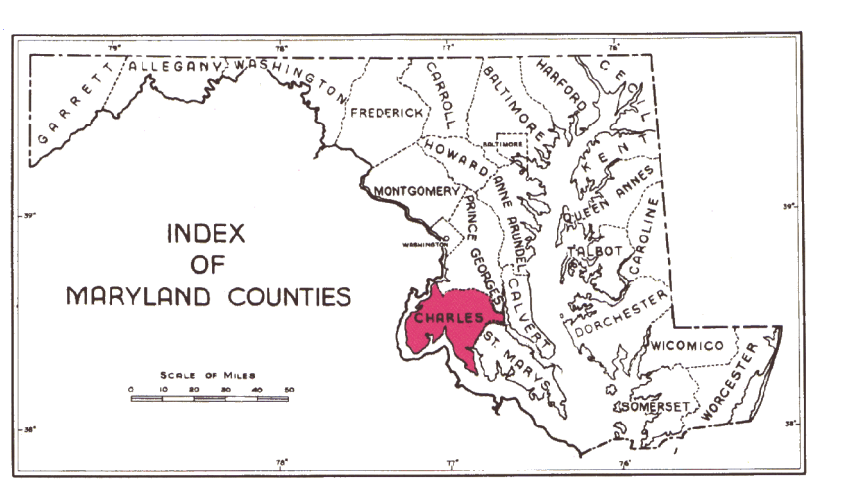 79°
78°
77°
76°
GARRETT
ALLEGANY
WASHINGTON
FREDERICK
CARROLL
BALTIMORE
HARFORD
CECIL
BALTIMORE
HOWARD
KENT
MONTGOMERY
ANNE ARUNDEL
QUEEN ANNES
PRINCE GEORGES
CAROLINE
39°
39°
WASHINGTON
TALBOT
INDEX
OF
MARYLAND COUNTIES
CALVERT
CHARLES
DORCHESTER
ST. MARYS
WICOMICO
WORCESTER
SOMERSET
SCALE OF MILES
0 10 20 30 40 50
38°
38°
78°
77°
76°